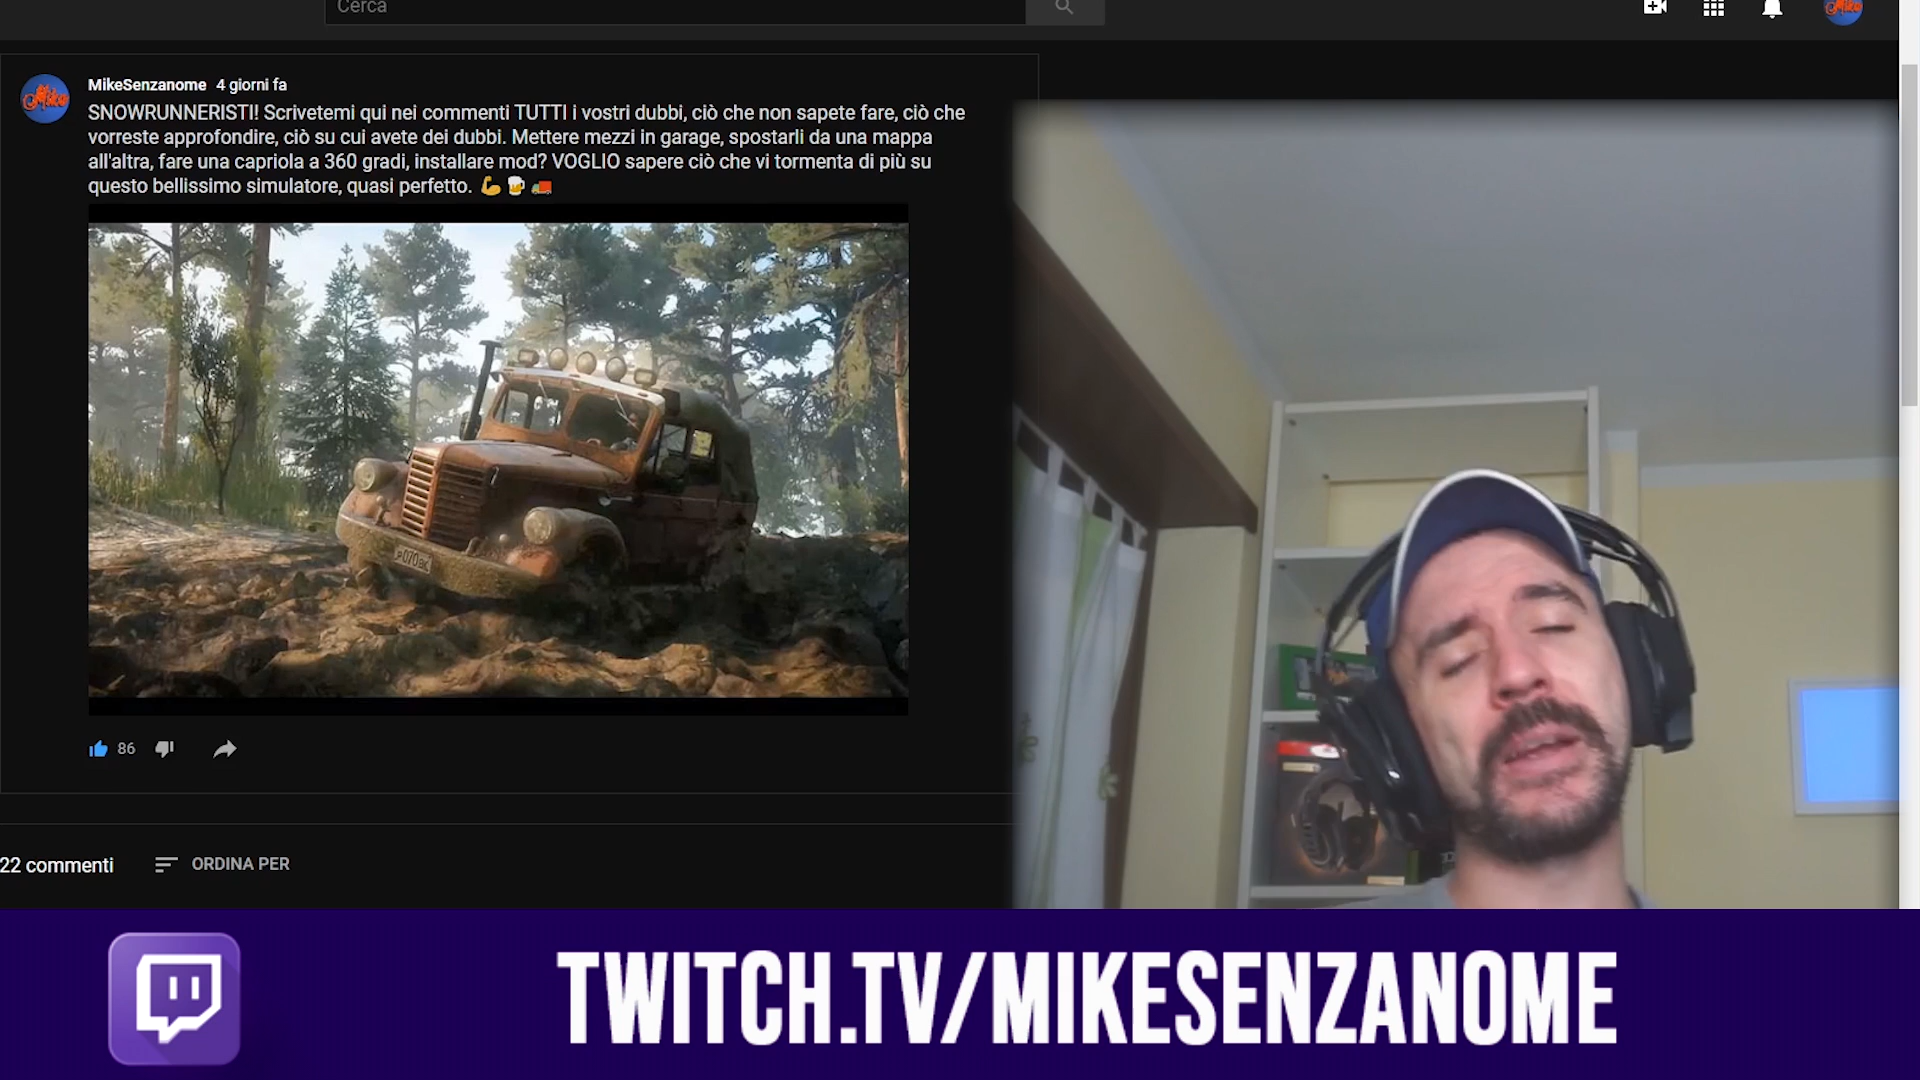 Cerca
MikeSenzanome 4 giorni fa
SNOWRUNNERISTI! Scrivetemi qui nei commenti TUTTI i vostri dubbi, ciò che non sapete fare, ciò che
vorreste approfondire, ciò su cui avete dei dubbi. Mettere mezzi in garage, spostarli da una mappa
all'altra, fare una capriola a 360 gradi, installare mod? VOGLIO sapere ciò che vi tormenta di più su
questo bellissimo simulatore, quasi perfetto. 💪🍺🚛
86
22 commenti
ORDINA PER
TWITCH.TV/MIKESENZANOME